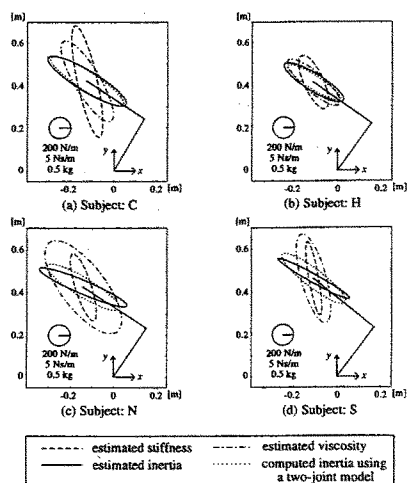 [m]
0.6
0.4
0.2
0
200 N/m
5 Ns/m
0.5 kg
y
x
-0.2 0 0.2
[m]
(a) Subject: C
[m]
0.6
0.4
0.2
0
200 N/m
5 Ns/m
0.5 kg
y
x
-0.2 0 0.2
[m]
(b) Subject: H
[m]
0.6
0.4
0.2
0
200 N/m
5 Ns/m
0.5 kg
y
x
-0.2 0 0.2
[m]
(c) Subject: N
[m]
0.6
0.4
0.2
0
200 N/m
5 Ns/m
0.5 kg
y
x
-0.2 0 0.2
[m]
(d) Subject: S
estimated stiffness
estimated viscosity
estimated inertia
computed inertia using
a two-joint model